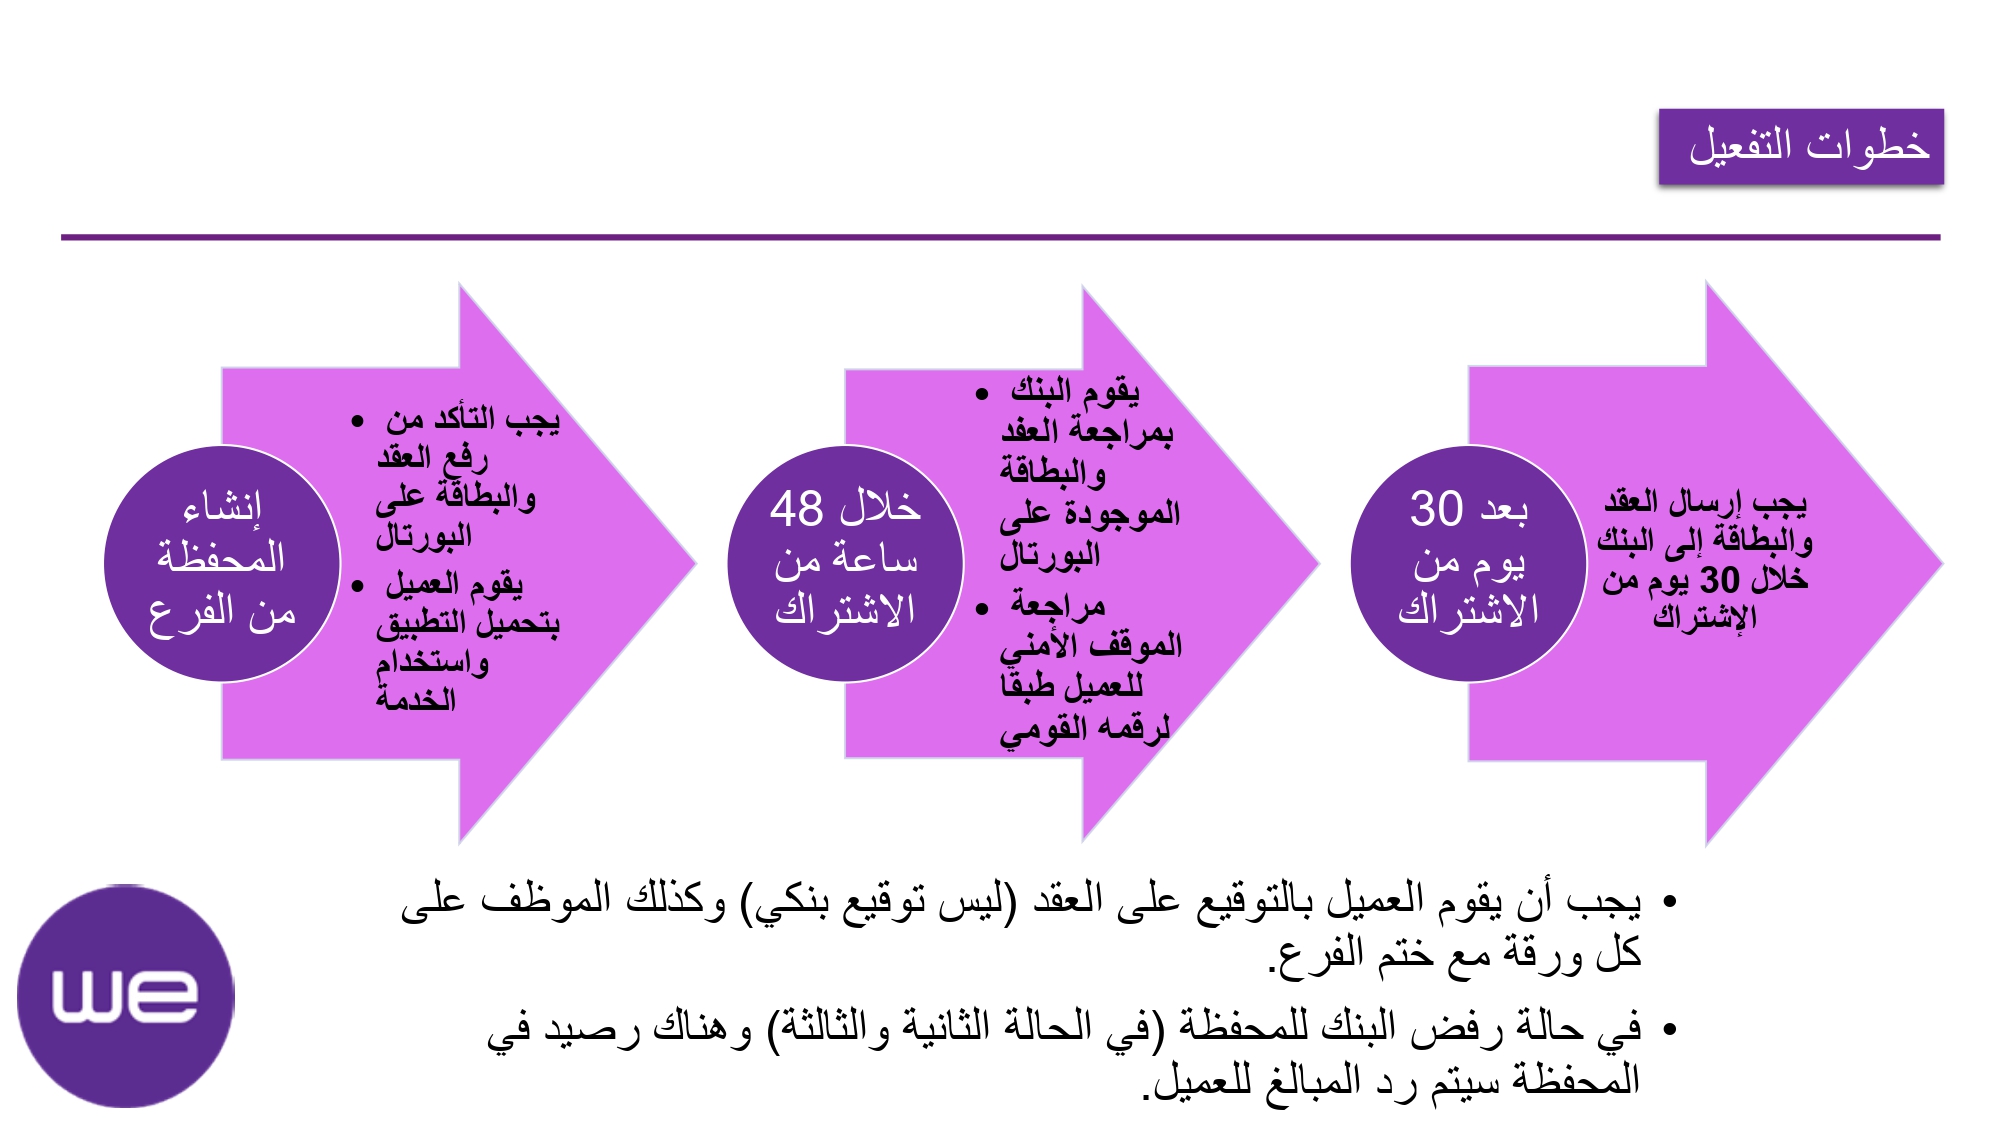 خطوات التفعيل
إنشاء
المحفظة
من الفرع
• يجب التأكد من
رفع العقد
والبطاقة على
البورتال
• يقوم العميل
بتحميل التطبيق
واستخدام
الخدمة
خلال 48
ساعة من
الاشتراك
• يقوم البنك
بمراجعة العفد
والبطاقة
الموجودة على
البورتال
• مراجعة
الموقف الأمني
للعميل طبقا
لرقمه القومي
بعد 30
يوم من
الاشتراك
يجب إرسال العقد
والبطاقة إلى البنك
خلال 30 يوم من
الإشتراك
• يجب أن يقوم العميل بالتوقيع على العقد (ليس توقيع بنكي) وكذلك الموظف على
كل ورقة مع ختم الفرع.
• في حالة رفض البنك للمحفظة (في الحالة الثانية والثالثة) وهناك رصيد في
المحفظة سيتم رد المبالغ للعميل.
we